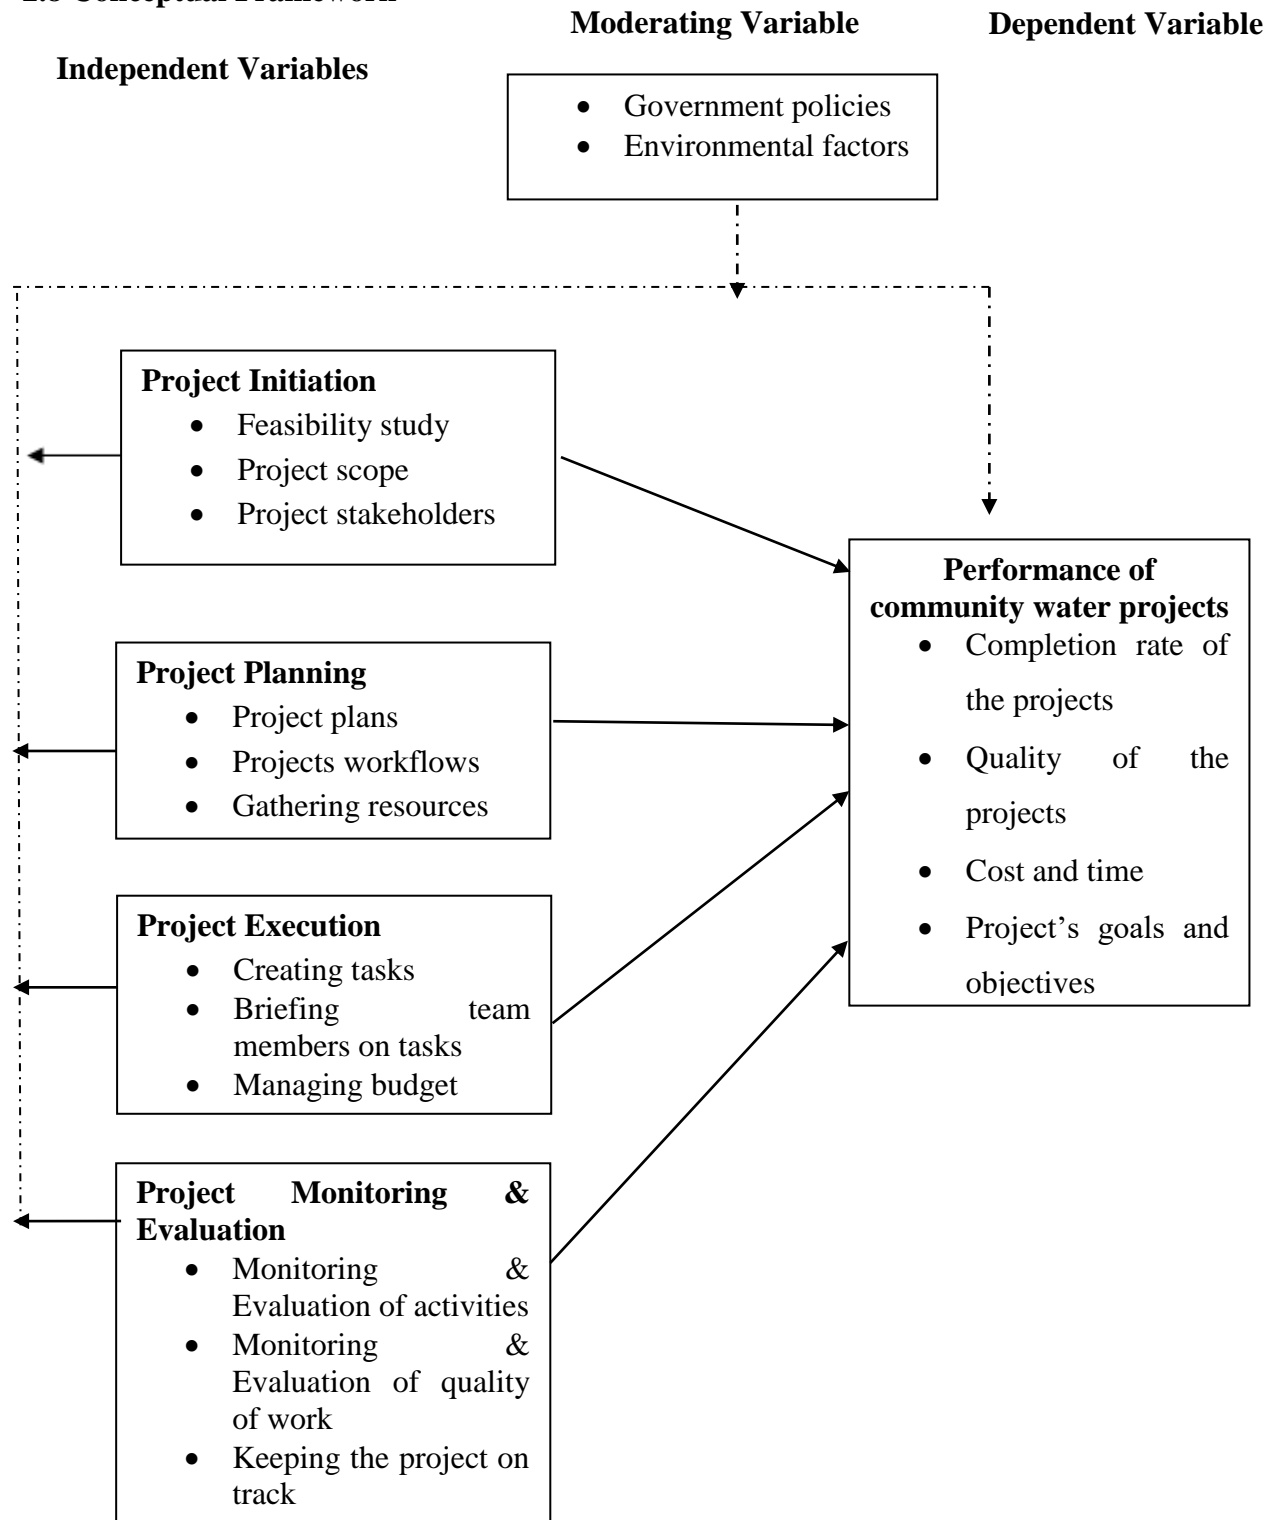 2.8 Conceptual Framework
Moderating Variable
Dependent Variable
Independent Variables
• Government policies
• Environmental factors
Project Initiation
• Feasibility study
• Project scope
• Project stakeholders
Project Planning
• Project plans
• Projects workflows
• Gathering resources
Project Execution
• Creating tasks
• Briefing team
members on tasks
• Managing budget
Project Monitoring &
Evaluation
• Monitoring &
Evaluation of activities
• Monitoring &
Evaluation of quality
of work
• Keeping the project on
track
Performance of
community water projects
• Completion rate of
the projects
• Quality of the
projects
• Cost and time
• Project’s goals and
objectives